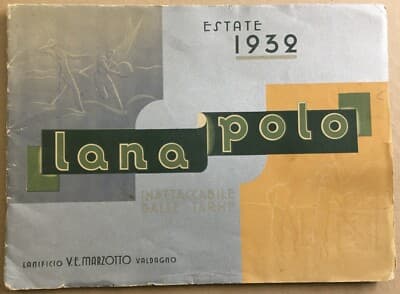 ESTATE
1932
lana polo
INATTACCABILE
DALLE TARME
LANIFICIO V.E. MARZOTTO VALDAGNO